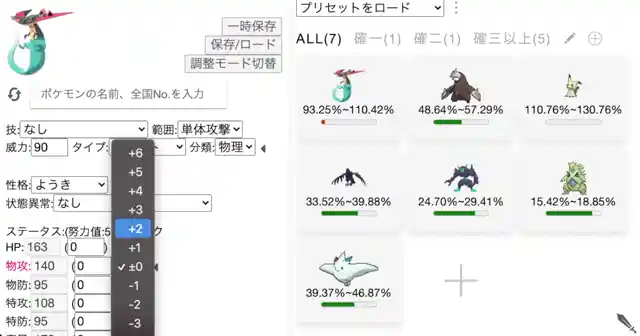 一時保存
保存/ロード
調整モード切替
ポケモンの名前、全国No.を入力
技: なし 範囲: 単体攻撃
威力: 90 タイプ ト 分類: 物理
性格: ようき
状態異常: なし
ステータス:(努力値:5 ク
HP: 163 (0
物攻: 140 (0
物防: 95 (0
特攻: 108 (0
特防: 95 (0
+6
+5
+4
+3
+2
+1
✓ ±0
-1
-2
-3
プリセットをロード
ALL(7) 確一(1) 確二(1) 確三以上(5)
93.25%~110.42% 48.64%~57.29% 110.76%~130.76%
33.52%~39.88% 24.70%~29.41% 15.42%~18.85%
39.37%~46.87%